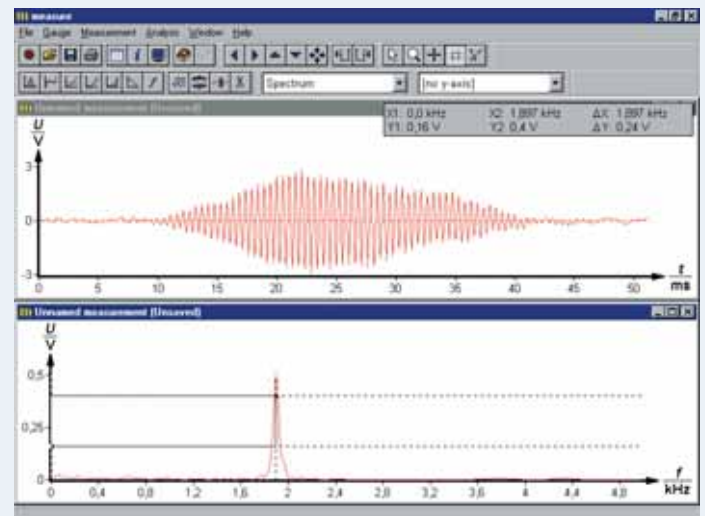 measure
File Gauge Measurement Analysis Window Help
Spectrum
[no y-axis]
Unnamed measurement (Unsaved)
X1: 0,0 kHz X2: 1,897 kHz ΔX: 1,897 kHz
Y1: 0,16 V Y2: 0,4 V ΔY: 0,24 V
U
V
3
0
-3
0 5 10 15 20 25 30 35 40 45 50
t
ms
Unnamed measurement (Unsaved)
U
V
0,5
0,25
0
0 0,4 0,8 1,2 1,6 2 2,4 2,8 3,2 3,6 4 4,4 4,8
f
kHz